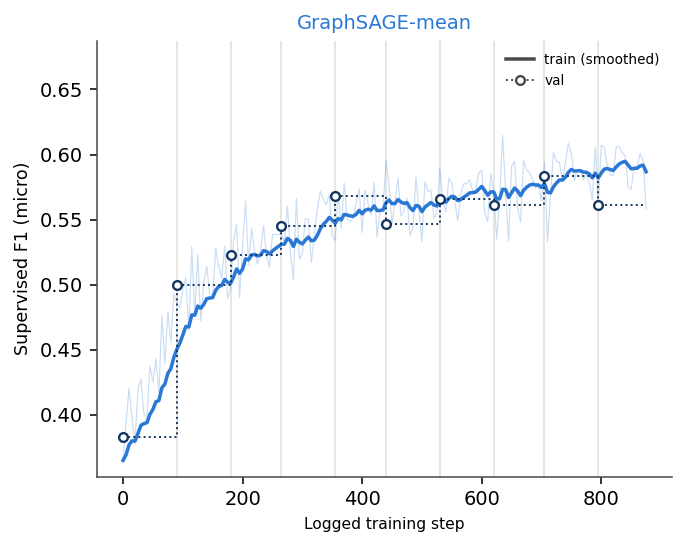 GraphSAGE-mean
train (smoothed)
val
Supervised F1 (micro)
0.65
0.60
0.55
0.50
0.45
0.40
0
200
400
600
800
Logged training step